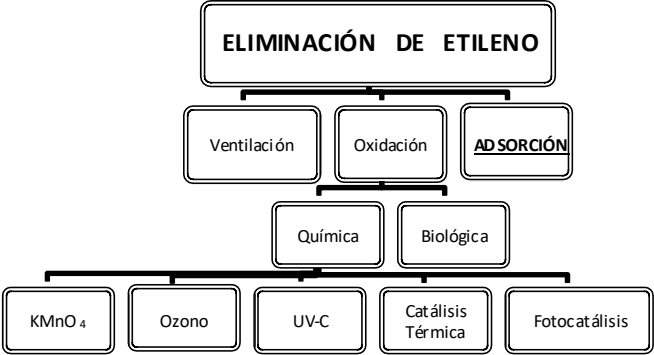 ELIMINACIÓN DE ETILENO
Ventilación
Oxidación
ADSORCIÓN
Química
Biológica
KMnO₄
Ozono
UV-C
Catálisis
Térmica
Fotocatálisis